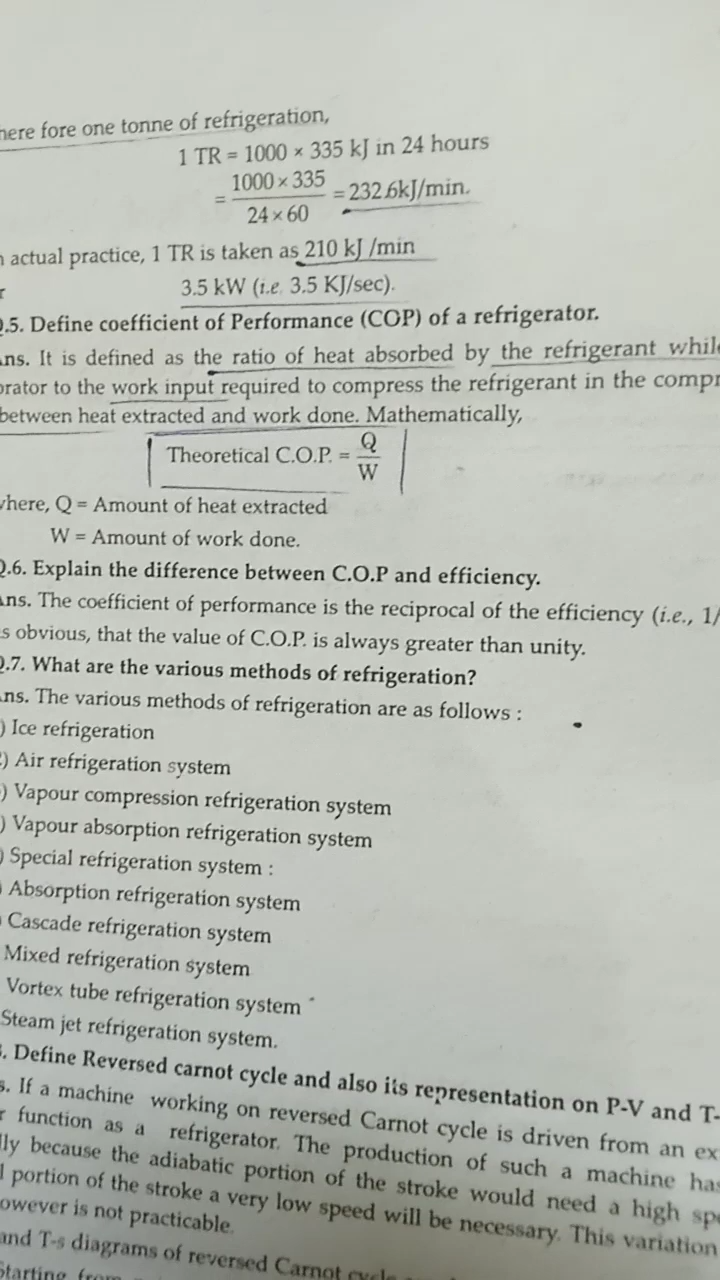 here fore one tonne of refrigeration,
1 TR = 1000 × 335 kJ in 24 hours
= 1000 × 335 / 24 × 60 = 232.6kJ/min.
actual practice, 1 TR is taken as 210 kJ /min
r
3.5 kW (i.e. 3.5 KJ/sec).
.5. Define coefficient of Performance (COP) of a refrigerator.
ns. It is defined as the ratio of heat absorbed by the refrigerant while
orator to the work input required to compress the refrigerant in the compr
between heat extracted and work done. Mathematically,
Theoretical C.O.P. = Q / W
where, Q = Amount of heat extracted
W = Amount of work done.
Q.6. Explain the difference between C.O.P and efficiency.
ns. The coefficient of performance is the reciprocal of the efficiency (i.e., 1/
s obvious, that the value of C.O.P. is always greater than unity.
Q.7. What are the various methods of refrigeration?
ns. The various methods of refrigeration are as follows :
) Ice refrigeration
) Air refrigeration system
) Vapour compression refrigeration system
) Vapour absorption refrigeration system
) Special refrigeration system :
Absorption refrigeration system
Cascade refrigeration system
Mixed refrigeration system
Vortex tube refrigeration system
Steam jet refrigeration system.
. Define Reversed carnot cycle and also its representation on P-V and T-
s. If a machine working on reversed Carnot cycle is driven from an ex
r function as a refrigerator. The production of such a machine has
lly because the adiabatic portion of the stroke would need a high spe
l portion of the stroke a very low speed will be necessary. This variation
owever is not practicable.
and T-s diagrams of reversed Carnot cycle
Starting from